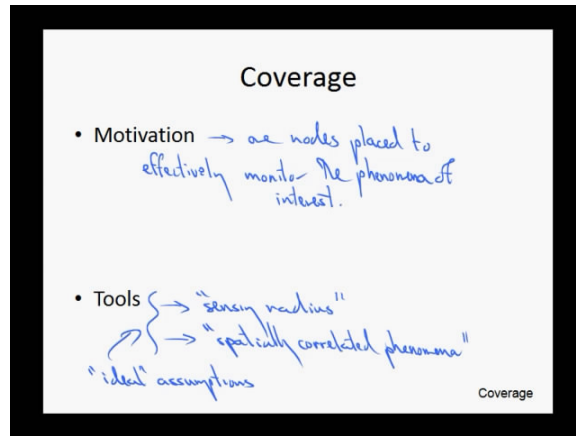 Coverage
• Motivation → are nodes placed to
effectively monitor the phenomena of
interest.
• Tools → "sensing radius"
→ "spatially correlated phenomena"
"ideal" assumptions
Coverage